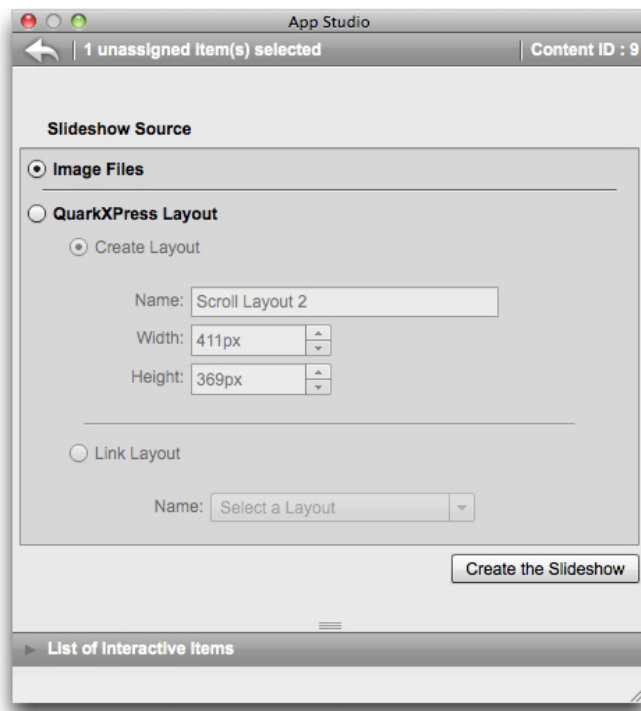 App Studio
1 unassigned item(s) selected Content ID : 9
Slideshow Source
Image Files
QuarkXPress Layout
Create Layout
Name: Scroll Layout 2
Width: 411px
Height: 369px
Link Layout
Name: Select a Layout
Create the Slideshow
List of Interactive Items